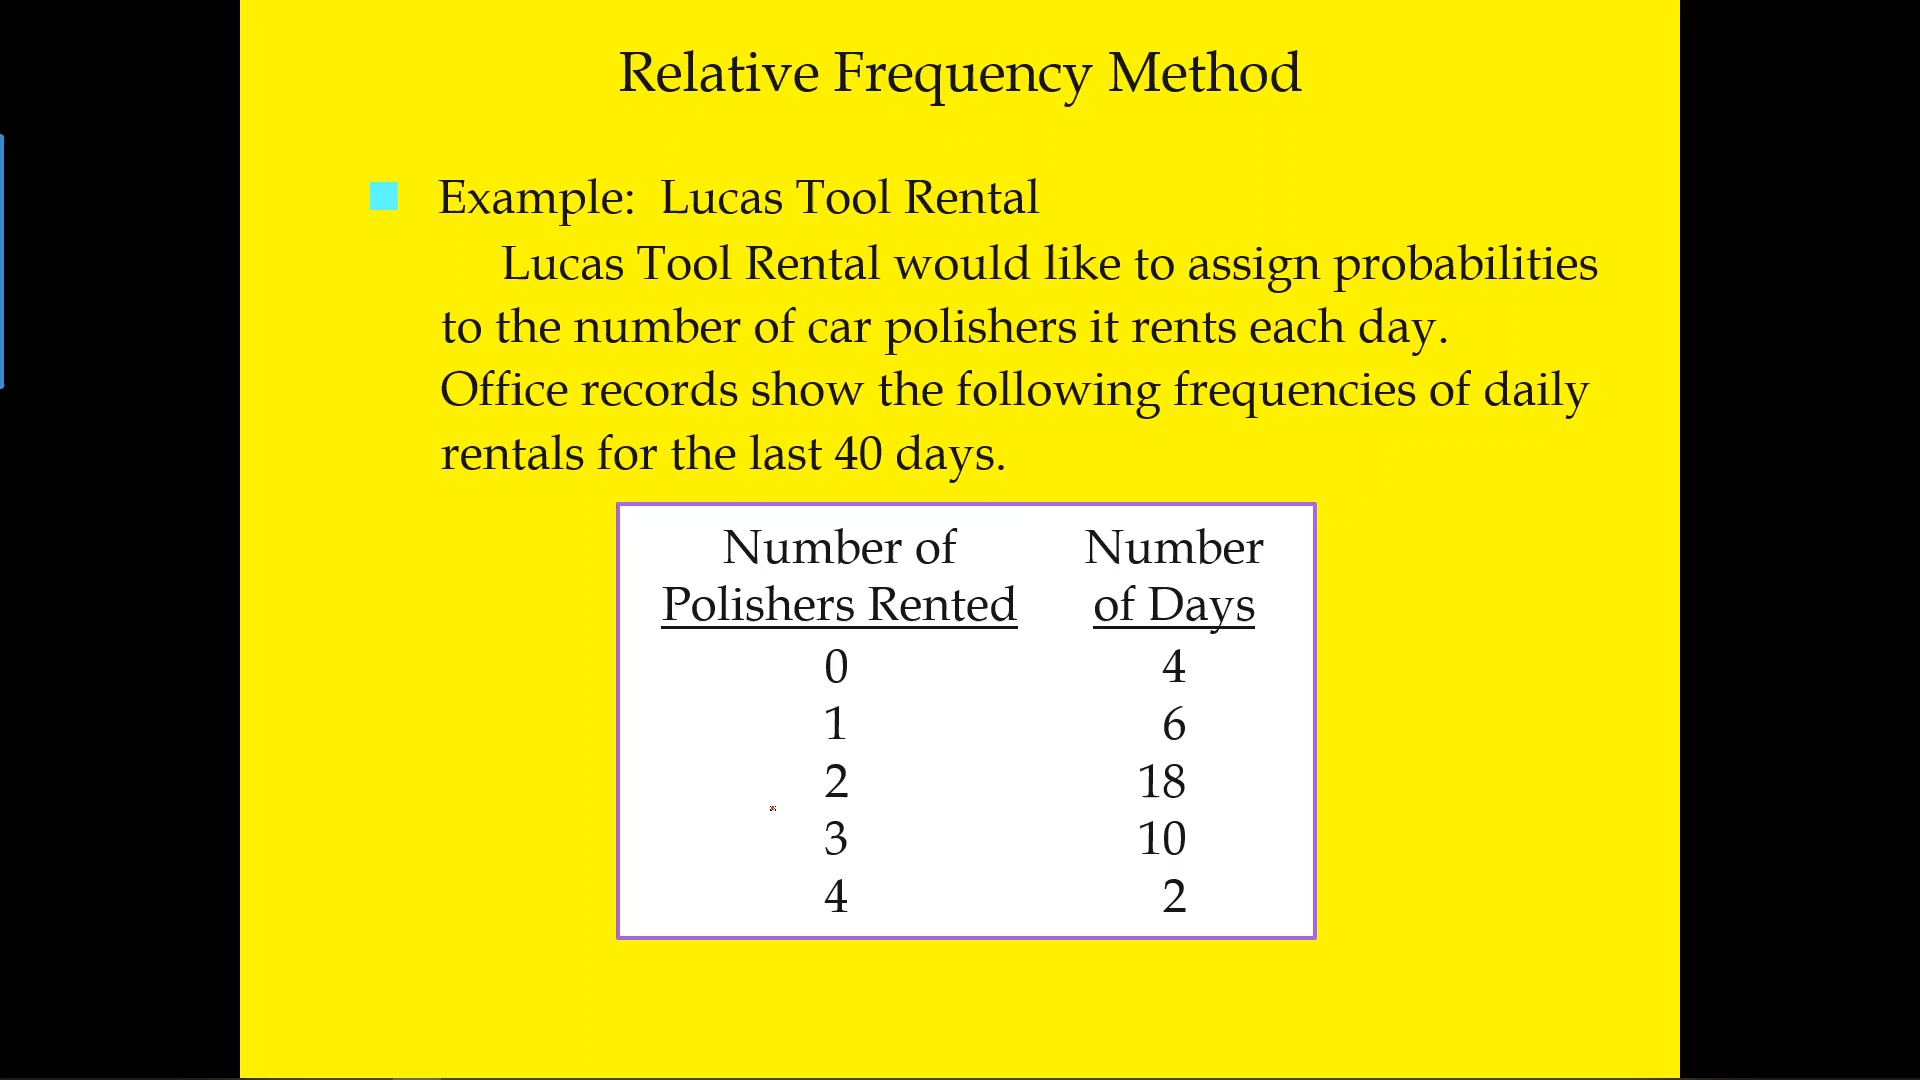 Relative Frequency Method
Example:  Lucas Tool Rental
Lucas Tool Rental would like to assign probabilities
to the number of car polishers it rents each day.
Office records show the following frequencies of daily
rentals for the last 40 days.
Number of Number
Polishers Rented of Days
0 4
1 6
2 18
3 10
4 2